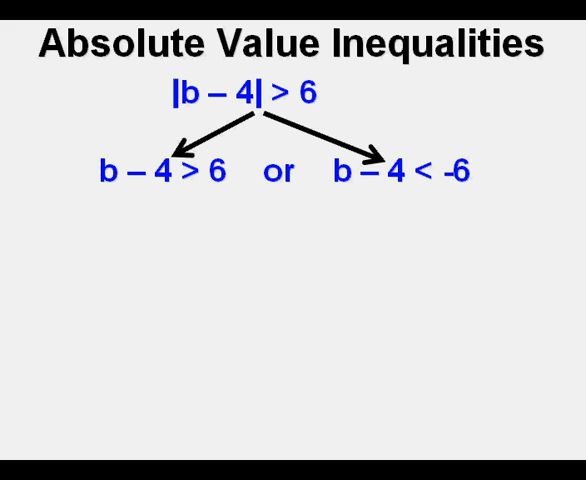 Absolute Value Inequalities
|b – 4| > 6
b – 4 > 6 or b – 4 < -6